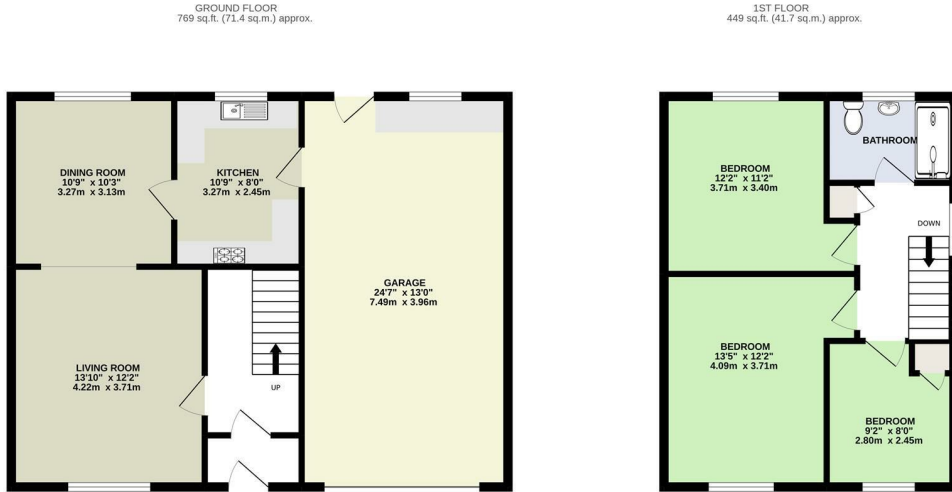 GROUND FLOOR
769 sq.ft. (71.4 sq.m.) approx.
1ST FLOOR
449 sq.ft. (41.7 sq.m.) approx.
DINING ROOM
10'9" x 10'3"
3.27m x 3.13m
KITCHEN
10'9" x 8'0"
3.27m x 2.45m
GARAGE
24'7" x 13'0"
7.49m x 3.96m
LIVING ROOM
13'10" x 12'2"
4.22m x 3.71m
UP
BATHROOM
BEDROOM
12'2" x 11'2"
3.71m x 3.40m
DOWN
BEDROOM
13'5" x 12'2"
4.09m x 3.71m
BEDROOM
9'2" x 8'0"
2.80m x 2.45m